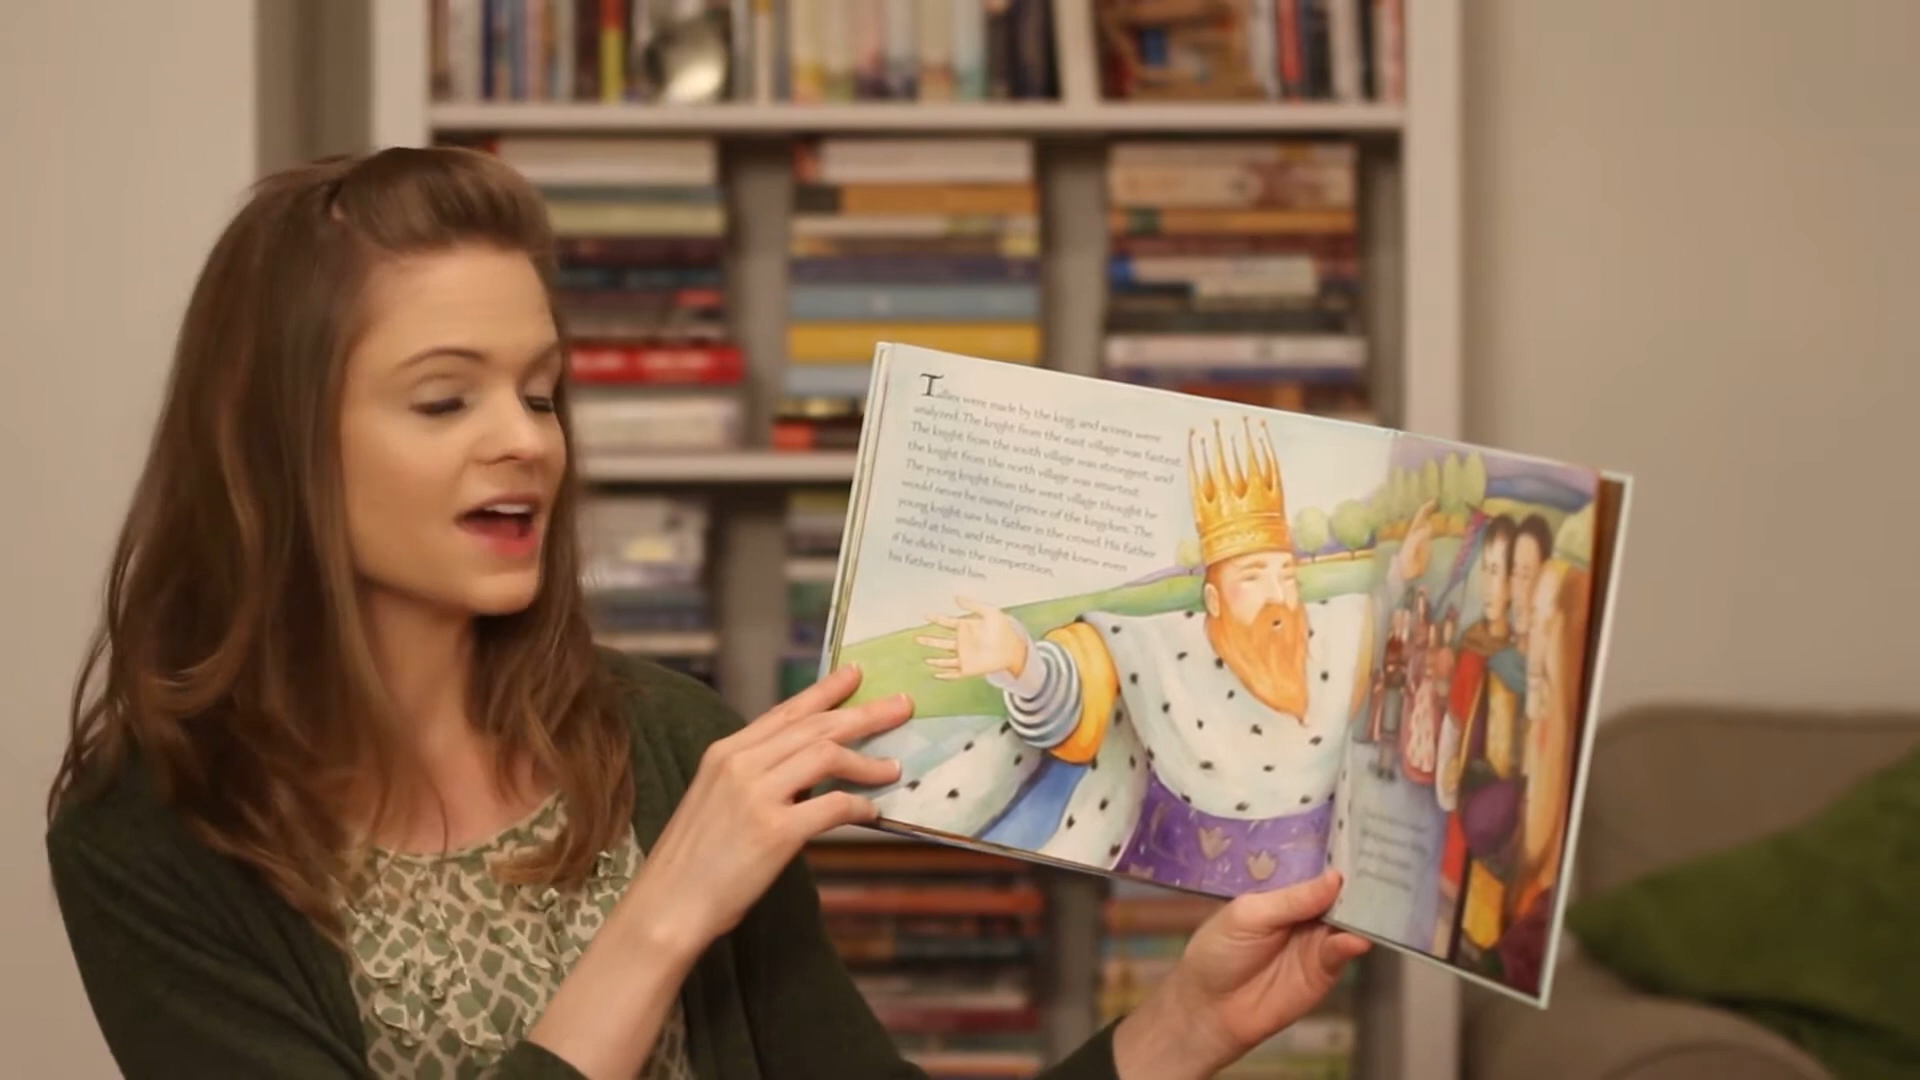 Tallies were made by the king, and scores were
analyzed. The knight from the east village was fastest.
The knight from the south village was strongest, and
the knight from the north village was smartest.
The young knight from the west village thought he
would never be named prince of the kingdom. The
young knight saw his father in the crowd. His father
smiled at him, and the young knight knew even
if he didn't win the competition,
his father loved him.